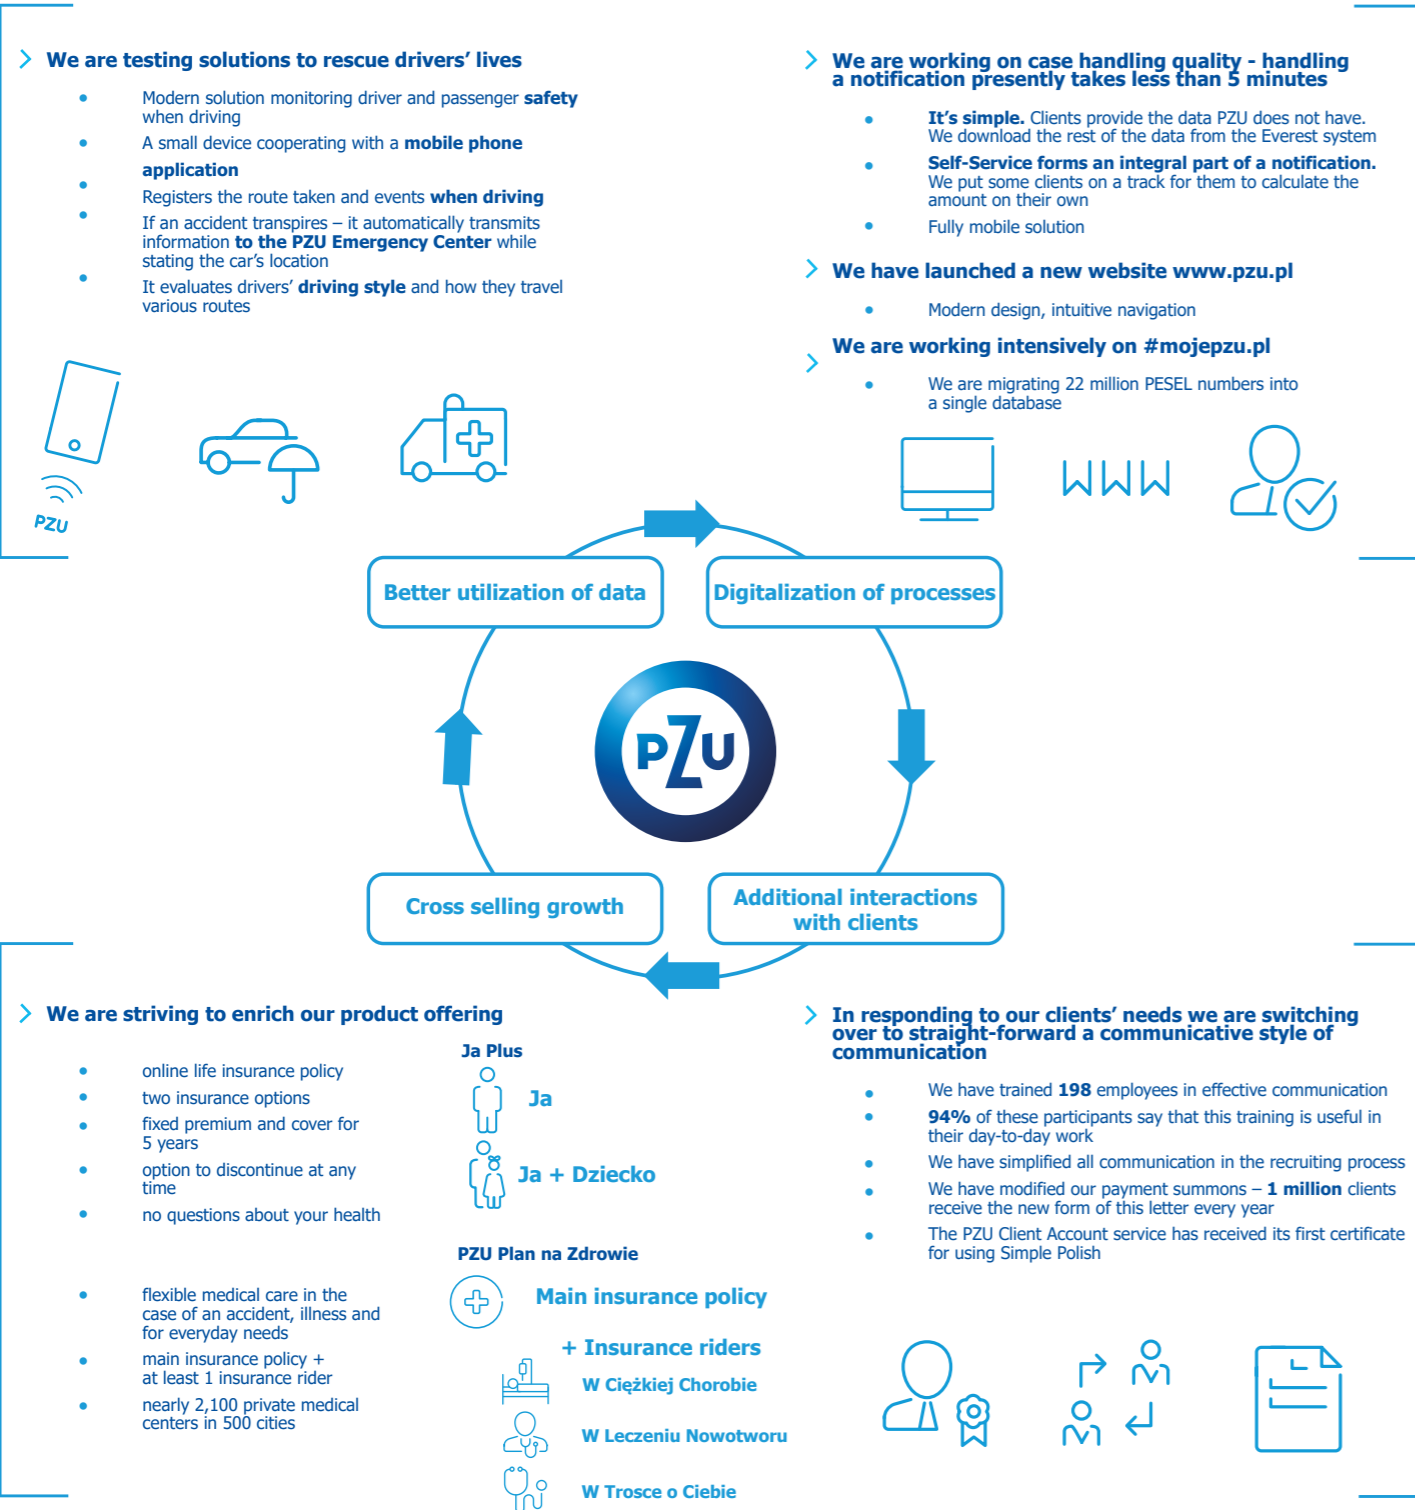 We are testing solutions to rescue drivers’ lives
Modern solution monitoring driver and passenger safety
when driving
A small device cooperating with a mobile phone
application
Registers the route taken and events when driving
If an accident transpires – it automatically transmits
information to the PZU Emergency Center while
stating the car’s location
It evaluates drivers’ driving style and how they travel
various routes
PZU
We are working on case handling quality - handling
a notification presently takes less than 5 minutes
It’s simple. Clients provide the data PZU does not have.
We download the rest of the data from the Everest system
Self-Service forms an integral part of a notification.
We put some clients on a track for them to calculate the
amount on their own
Fully mobile solution
We have launched a new website www.pzu.pl
Modern design, intuitive navigation
We are working intensively on #mojepzu.pl
We are migrating 22 million PESEL numbers into
a single database
WWW
Better utilization of data
Digitalization of processes
PZU
Cross selling growth
Additional interactions
with clients
We are striving to enrich our product offering
online life insurance policy
two insurance options
fixed premium and cover for
5 years
option to discontinue at any
time
no questions about your health
Ja Plus
Ja
Ja + Dziecko
flexible medical care in the
case of an accident, illness and
for everyday needs
main insurance policy +
at least 1 insurance rider
nearly 2,100 private medical
centers in 500 cities
PZU Plan na Zdrowie
Main insurance policy
+ Insurance riders
W Ciężkiej Chorobie
W Leczeniu Nowotworu
W Trosce o Ciebie
In responding to our clients’ needs we are switching
over to straight-forward a communicative style of
communication
We have trained 198 employees in effective communication
94% of these participants say that this training is useful in
their day-to-day work
We have simplified all communication in the recruiting process
We have modified our payment summons – 1 million clients
receive the new form of this letter every year
The PZU Client Account service has received its first certificate
for using Simple Polish